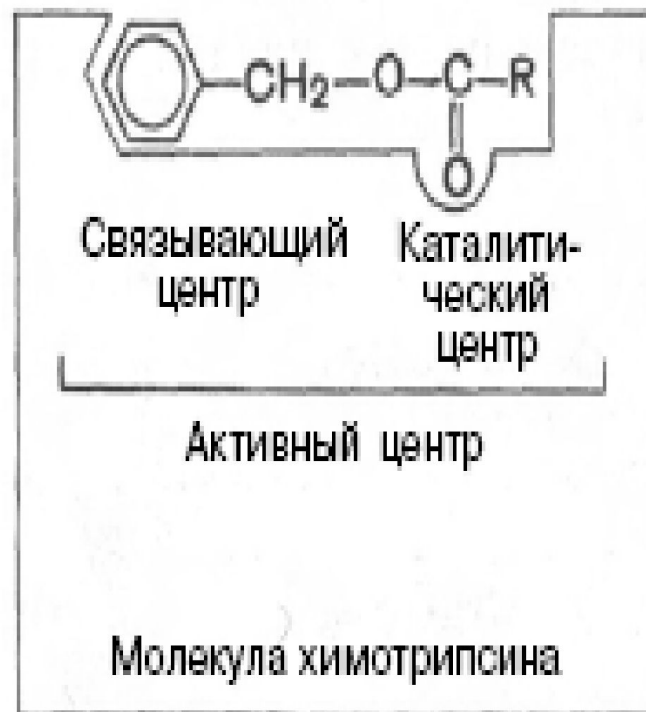 CH2—O—C—R
O
Связывающий центр
Каталити-
ческий
центр
Активный центр
Молекула химотрипсина